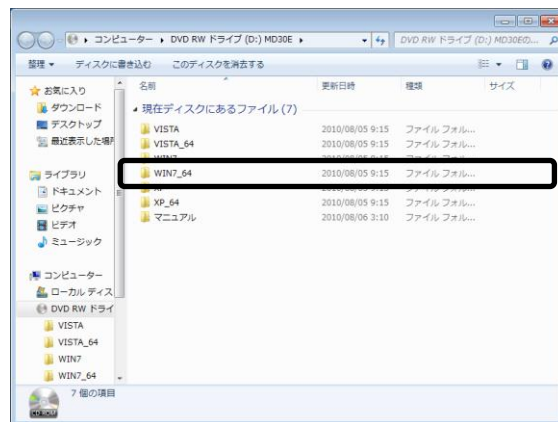 コンピューター ▸ DVD RW ドライブ (D:) MD30E ▸
DVD RW ドライブ (D:) MD30Eの...
整理 ▾ ディスクに書き込む このディスクを消去する
名前 更新日時 種類 サイズ
お気に入り
ダウンロード
デスクトップ
最近表示した場所
ライブラリ
ドキュメント
ピクチャ
ビデオ
ミュージック
コンピューター
ローカル ディス
DVD RW ドライ
VISTA
VISTA_64
WIN7
WIN7_64
現在ディスクにあるファイル (7)
VISTA 2010/08/05 9:15 ファイル フォル...
VISTA_64 2010/08/05 9:15 ファイル フォル...
WIN7_64 2010/08/05 9:15 ファイル フォル...
XP_64 2010/08/05 9:15 ファイル フォル...
マニュアル 2010/08/06 3:10 ファイル フォル...
7 個の項目